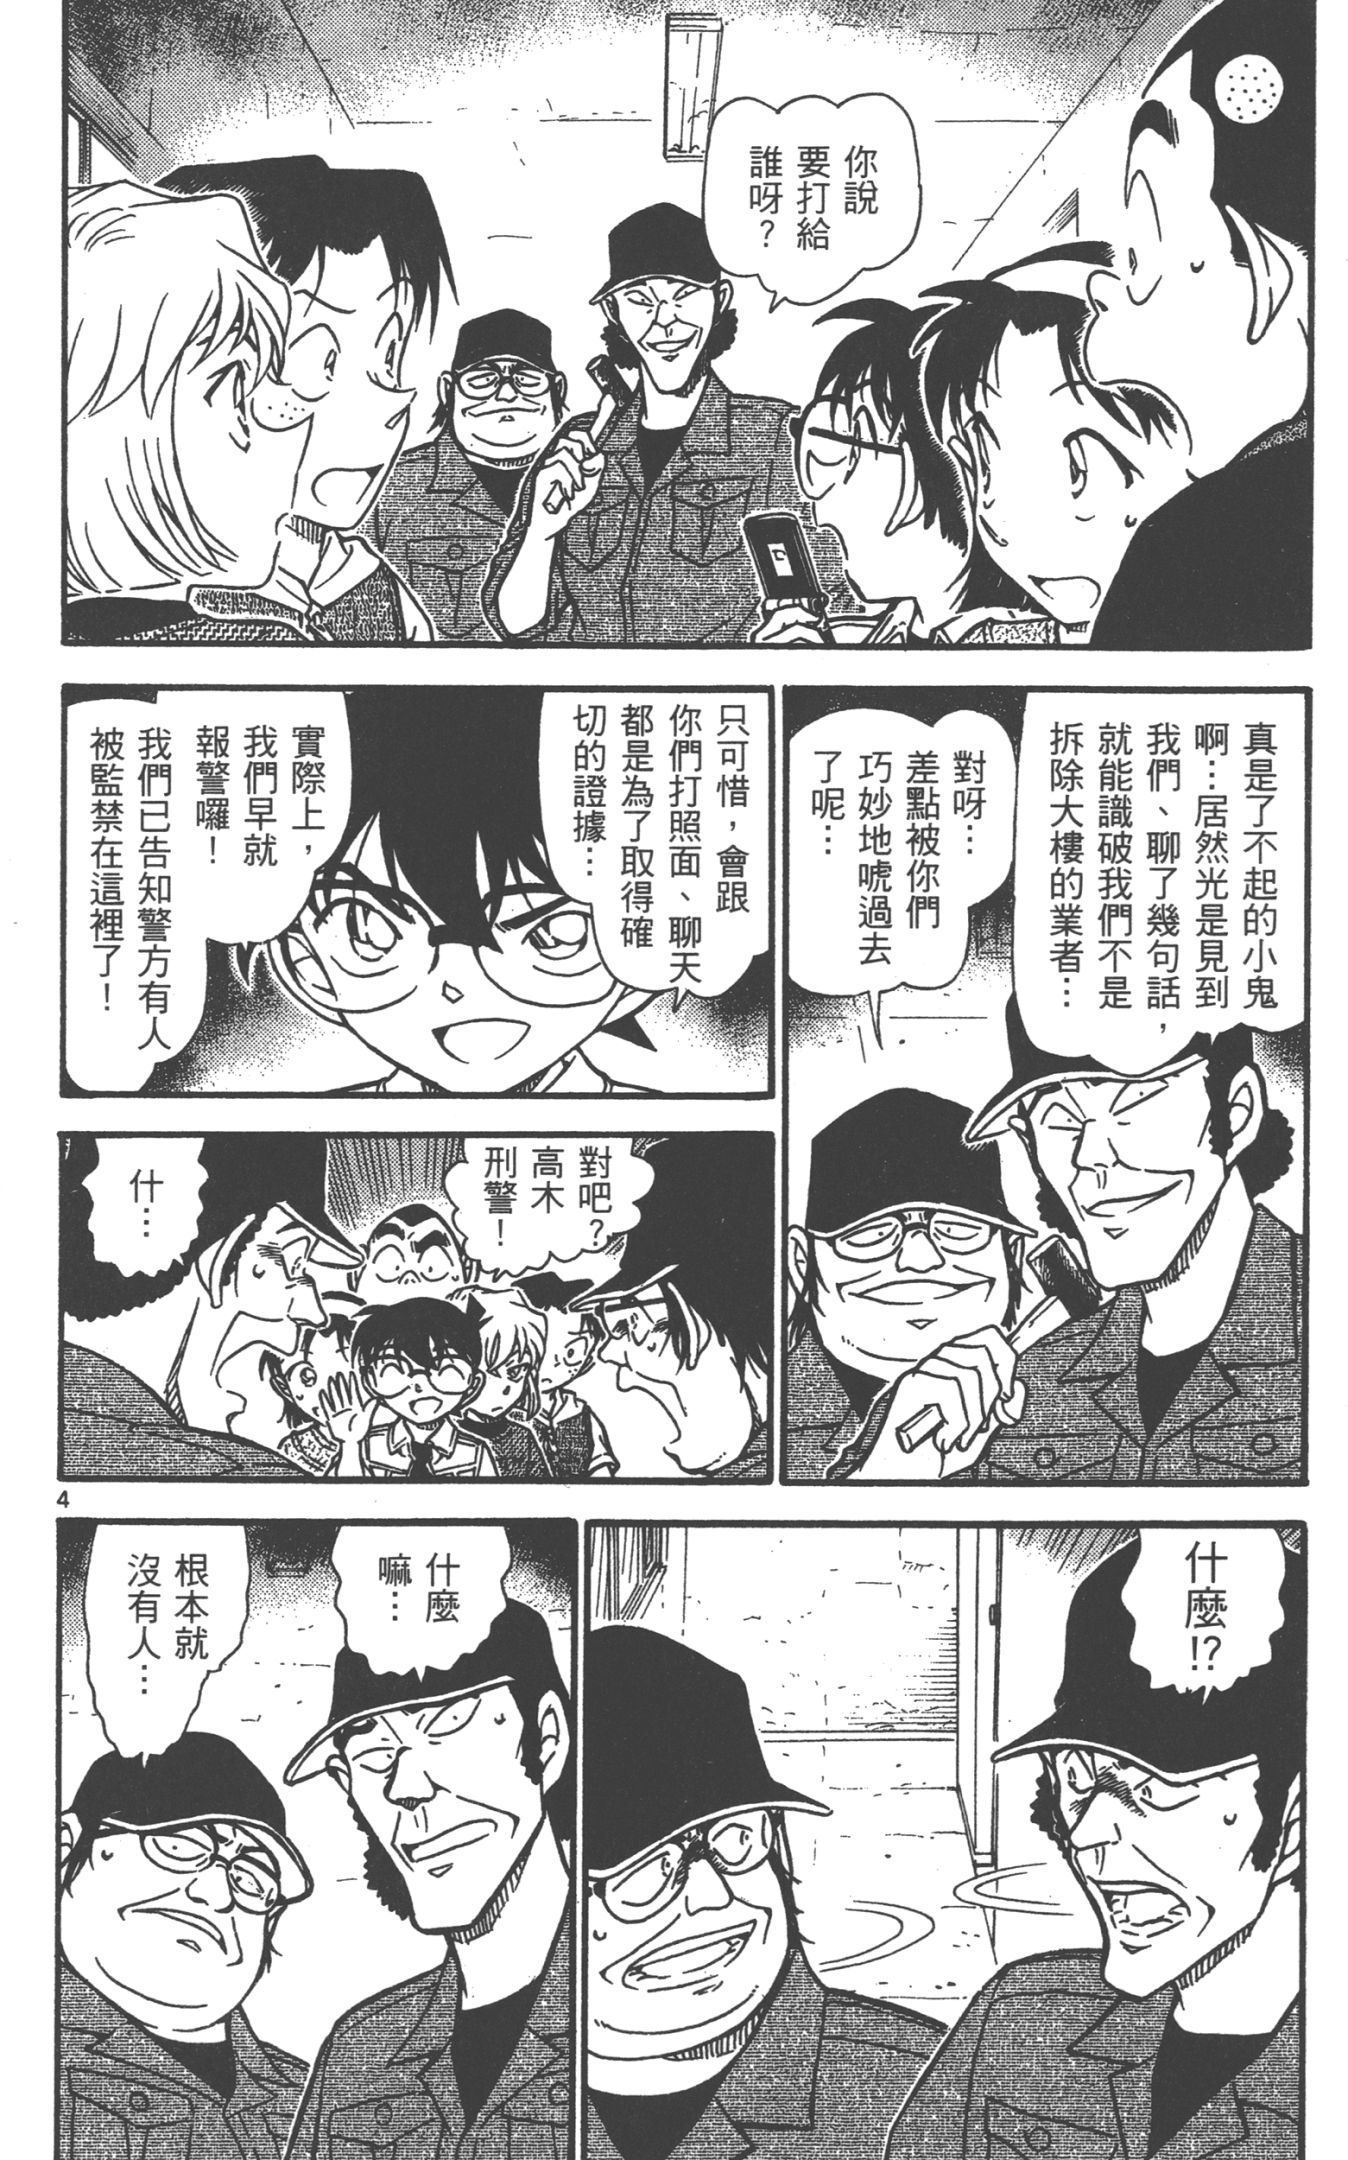 你說
要打給
誰呀？
真是了不起的小鬼
啊…居然光是見到
我們、聊了幾句話，
就能識破我們不是
拆除大樓的業者…
對呀…
差點被你們
巧妙地唬過去
了呢…
只可惜，會跟
你們打照面、聊天
都是為了取得確
切的證據…
實際上，
我們早就
報警囉！
我們已告知警方有人
被監禁在這裡了！
對吧？
高木
刑警！
什…
4
什麼!?
什麼
嘛…
根本就
沒有人…